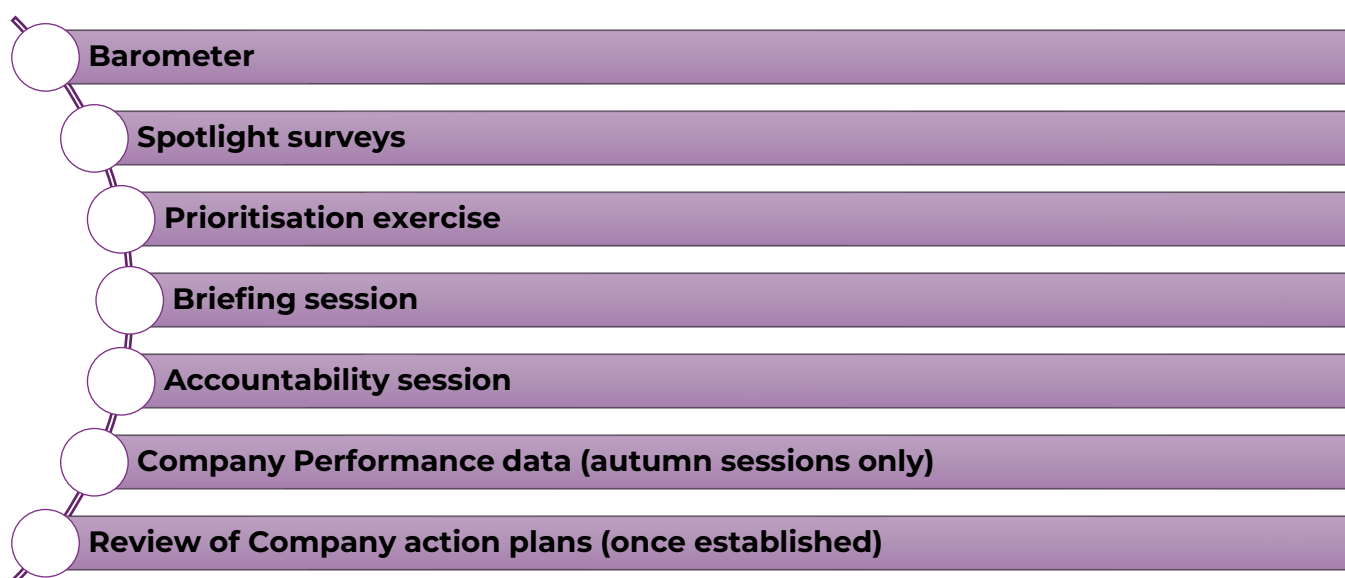 Barometer
Spotlight surveys
Prioritisation exercise
Briefing session
Accountability session
Company Performance data (autumn sessions only)
Review of Company action plans (once established)